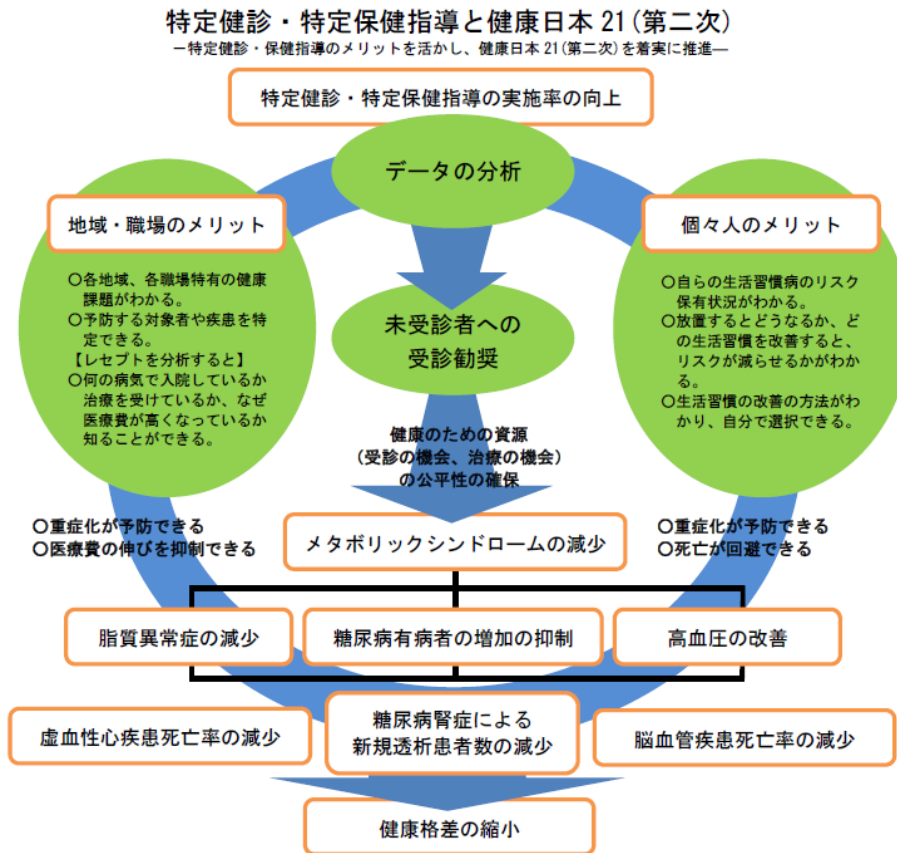 特定健診・特定保健指導と健康日本21(第二次)
－特定健診・保健指導のメリットを活かし、健康日本21(第二次)を着実に推進―
特定健診・特定保健指導の実施率の向上
データの分析
地域・職場のメリット
〇各地域、各職場特有の健康
課題がわかる。
〇予防する対象者や疾患を特
定できる。
【レセプトを分析すると】
〇何の病気で入院しているか
治療を受けているか、なぜ
医療費が高くなっているか
知ることができる。
個々人のメリット
〇自らの生活習慣病のリスク
保有状況がわかる。
〇放置するとどうなるか、ど
の生活習慣を改善すると、
リスクが減らせるかがわか
る。
〇生活習慣の改善の方法がわ
かり、自分で選択できる。
未受診者への
受診勧奨
健康のための資源
（受診の機会、治療の機会）
の公平性の確保
〇重症化が予防できる
〇医療費の伸びを抑制できる
〇重症化が予防できる
〇死亡が回避できる
メタボリックシンドロームの減少
脂質異常症の減少
糖尿病有病者の増加の抑制
高血圧の改善
虚血性心疾患死亡率の減少
糖尿病腎症による
新規透析患者数の減少
脳血管疾患死亡率の減少
健康格差の縮小